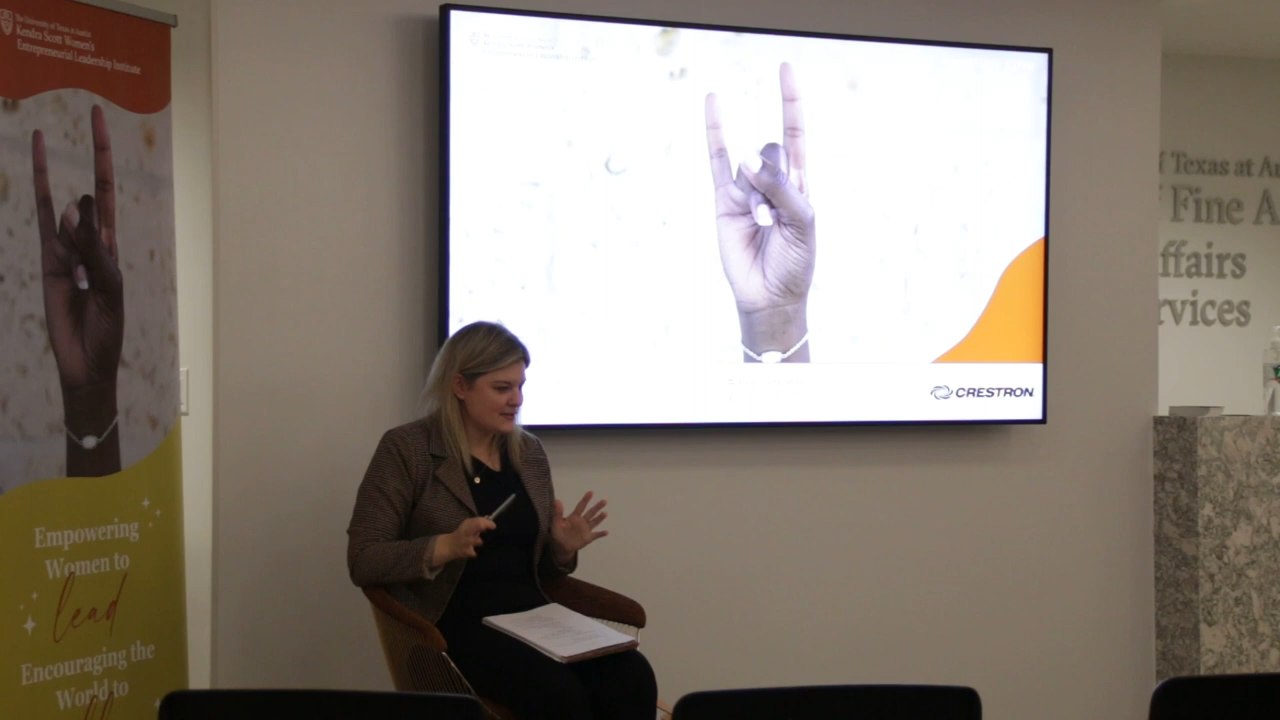 The University of Texas at Austin
Kendra Scott Women's
Entrepreneurial Leadership Institute
Empowering
Women to
lead
Encouraging the
World to
CRESTRON
f Texas at Au
Fine A
ffairs
rvices